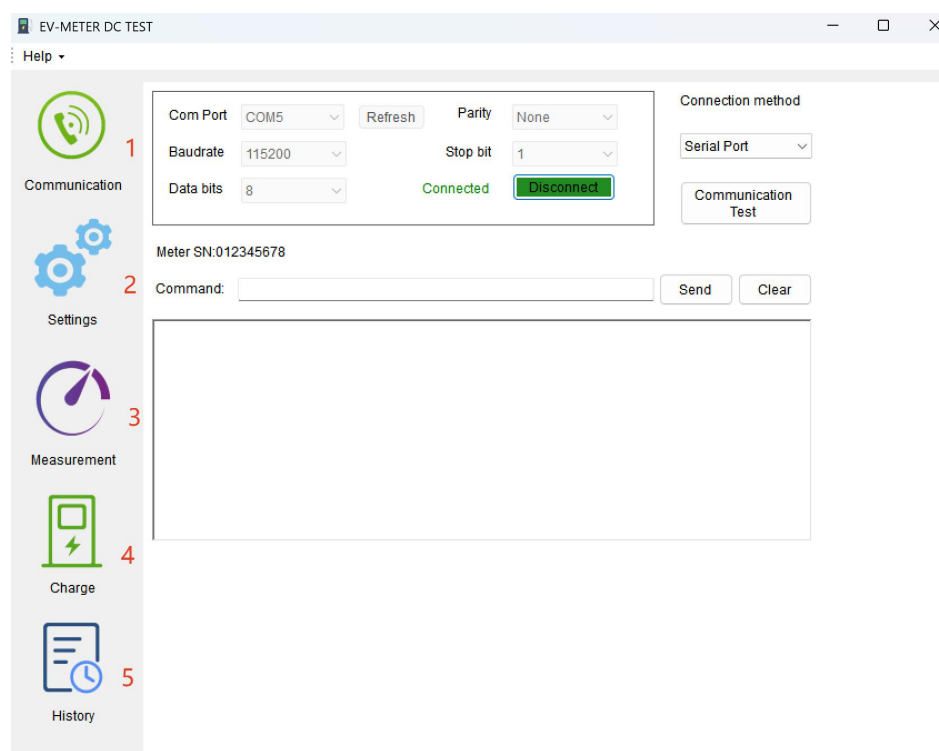 EV-METER DC TEST
Help
Communication
1
Settings
2
Measurement
3
Charge
4
History
5
Com Port COM5 Refresh Parity None
Baudrate 115200 Stop bit 1
Data bits 8 Connected Disconnect
Connection method
Serial Port
Communication
Test
Meter SN:012345678
Command: Send Clear